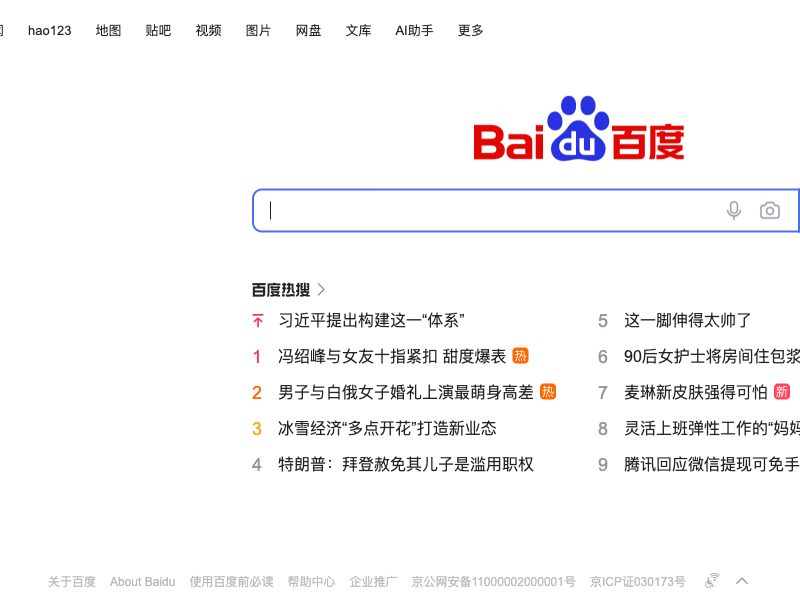 hao123 地图 贴吧 视频 图片 网盘 文库 AI助手 更多
Bai du 百度
百度热搜
习近平提出构建这一“体系”
1 冯绍峰与女友十指紧扣 甜度爆表 热
2 男子与白俄女子婚礼上演最萌身高差 热
3 冰雪经济“多点开花”打造新业态
4 特朗普：拜登赦免其儿子是滥用职权
5 这一脚伸得太帅了
6 90后女护士将房间住包浆
7 麦琳新皮肤强得可怕 新
8 灵活上班弹性工作的“妈妈
9 腾讯回应微信提现可免手
关于百度 About Baidu 使用百度前必读 帮助中心 企业推广 京公网安备11000002000001号 京ICP证030173号